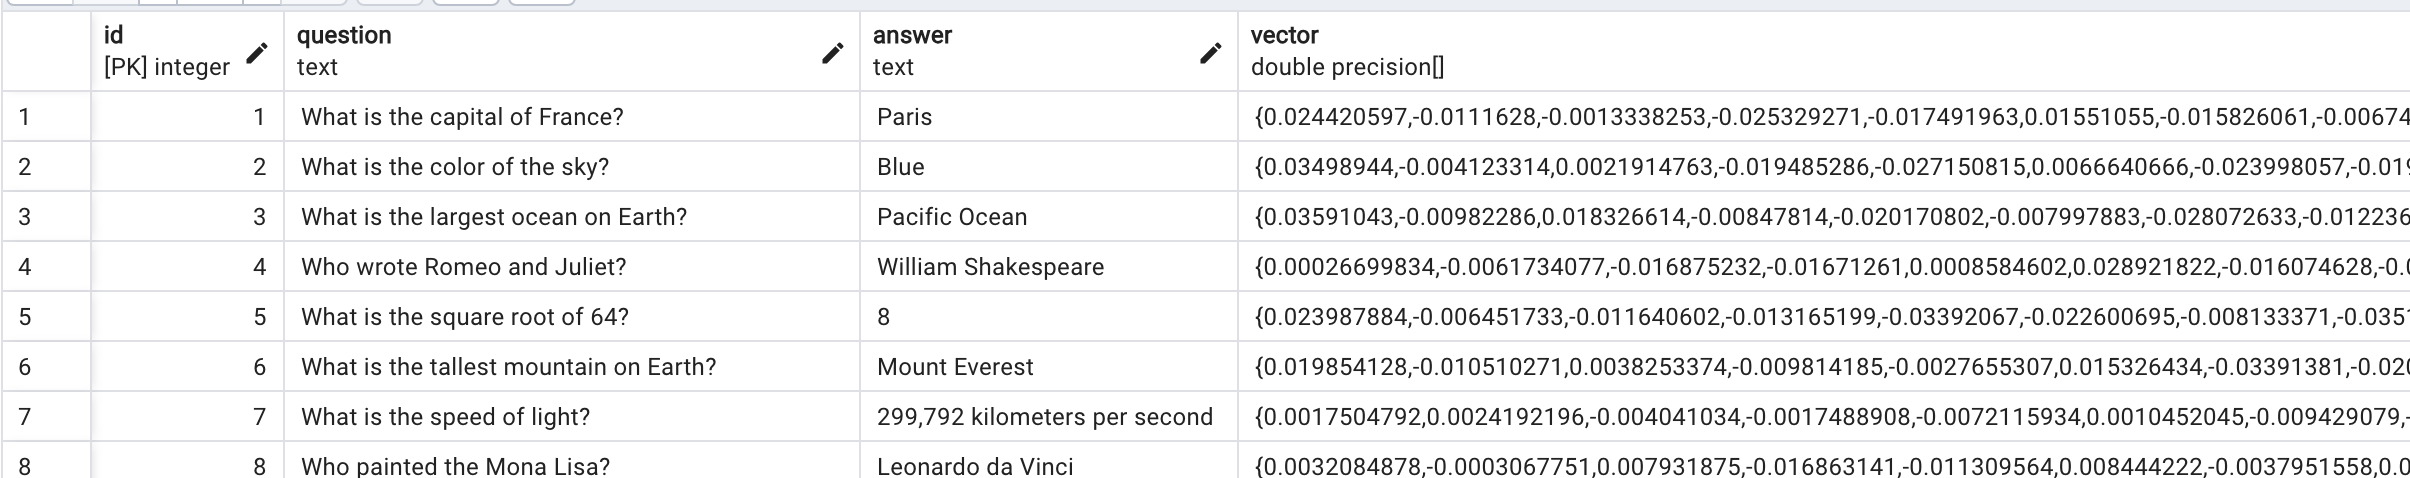 id question answer vector
[PK] integer text text double precision[]
1 1 What is the capital of France? Paris {0.024420597,-0.0111628,-0.0013338253,-0.025329271,-0.017491963,0.01551055,-0.015826061,-0.00674
2 2 What is the color of the sky? Blue {0.03498944,-0.004123314,0.0021914763,-0.019485286,-0.027150815,0.0066640666,-0.023998057,-0.019
3 3 What is the largest ocean on Earth? Pacific Ocean {0.03591043,-0.00982286,0.018326614,-0.00847814,-0.020170802,-0.007997883,-0.028072633,-0.012236
4 4 Who wrote Romeo and Juliet? William Shakespeare {0.00026699834,-0.0061734077,-0.016875232,-0.01671261,0.0008584602,0.028921822,-0.016074628,-0.0
5 5 What is the square root of 64? 8 {0.023987884,-0.006451733,-0.011640602,-0.013165199,-0.03392067,-0.022600695,-0.008133371,-0.035
6 6 What is the tallest mountain on Earth? Mount Everest {0.019854128,-0.010510271,0.0038253374,-0.009814185,-0.0027655307,0.015326434,-0.03391381,-0.020
7 7 What is the speed of light? 299,792 kilometers per second {0.0017504792,0.0024192196,-0.004041034,-0.0017488908,-0.0072115934,0.0010452045,-0.009429079,-
8 8 Who painted the Mona Lisa? Leonardo da Vinci {0.0032084878,-0.0003067751,0.007931875,-0.016863141,-0.011309564,0.008444222,-0.0037951558,0.0